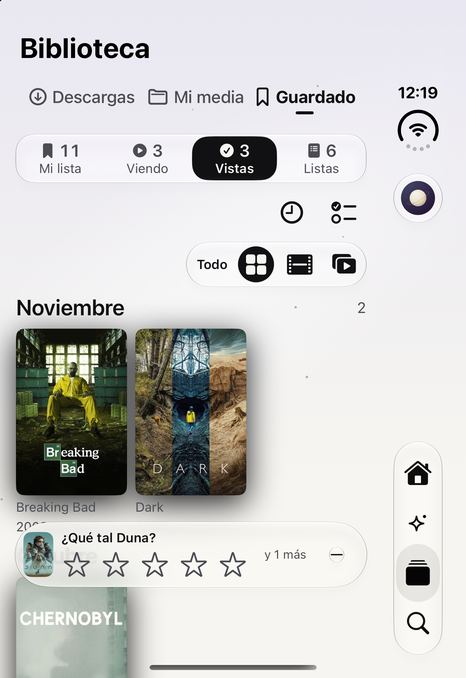 Biblioteca
Descargas
Mi media
Guardado
12:19
11
Mi lista
3
Viendo
3
Vistas
6
Listas
Todo
Noviembre
2
Breaking
Bad
DARK
Breaking Bad
Dark
¿Qué tal Duna?
y 1 más
CHERNOBYL